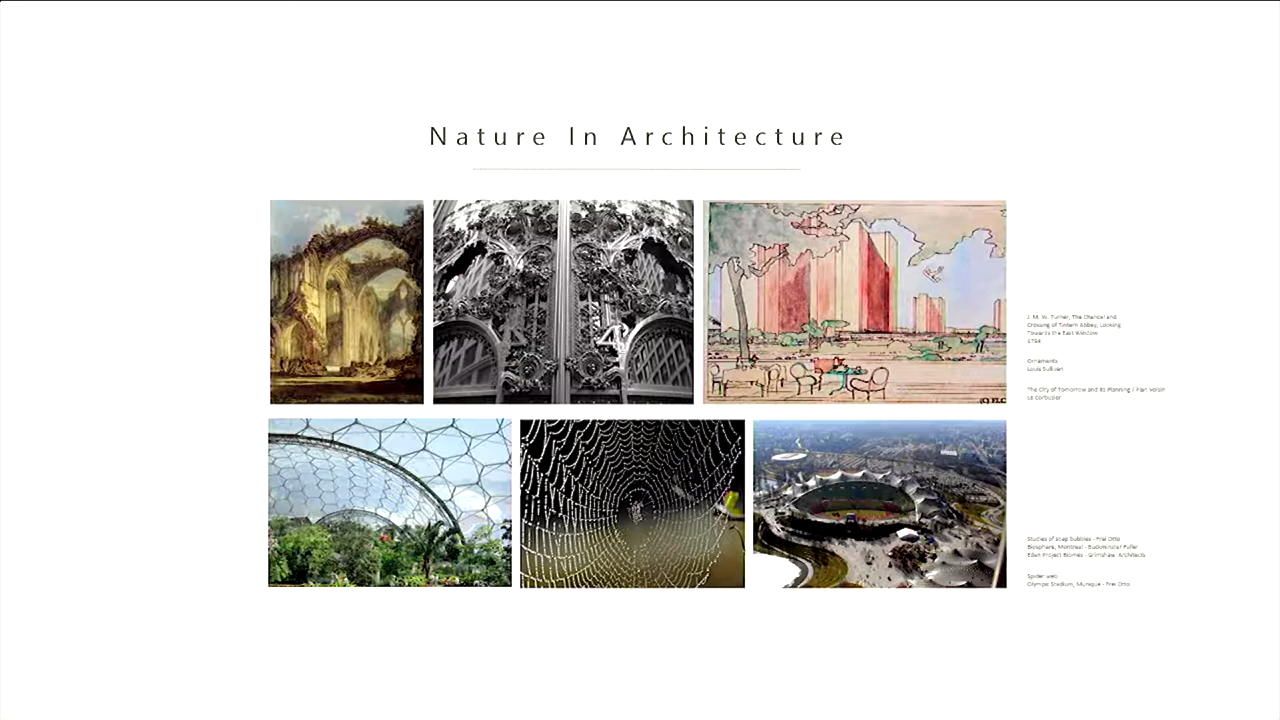 Nature In Architecture
(C) FLC
J. M. W. Turner, The Chancel and
Crossing of Tintern Abbey, Looking
Towards the East Window
1794
Ornaments
Louis Sullivan
The City of Tomorrow and its Planning / Plan Voisin
Le Corbusier
Studies of soap bubbles - Frei Otto
Biosphere, Montreal - Buckminster Fuller
Eden Project Biomes - Grimshaw Architects
Spider web
Olympic Stadium, Munique - Frei Otto